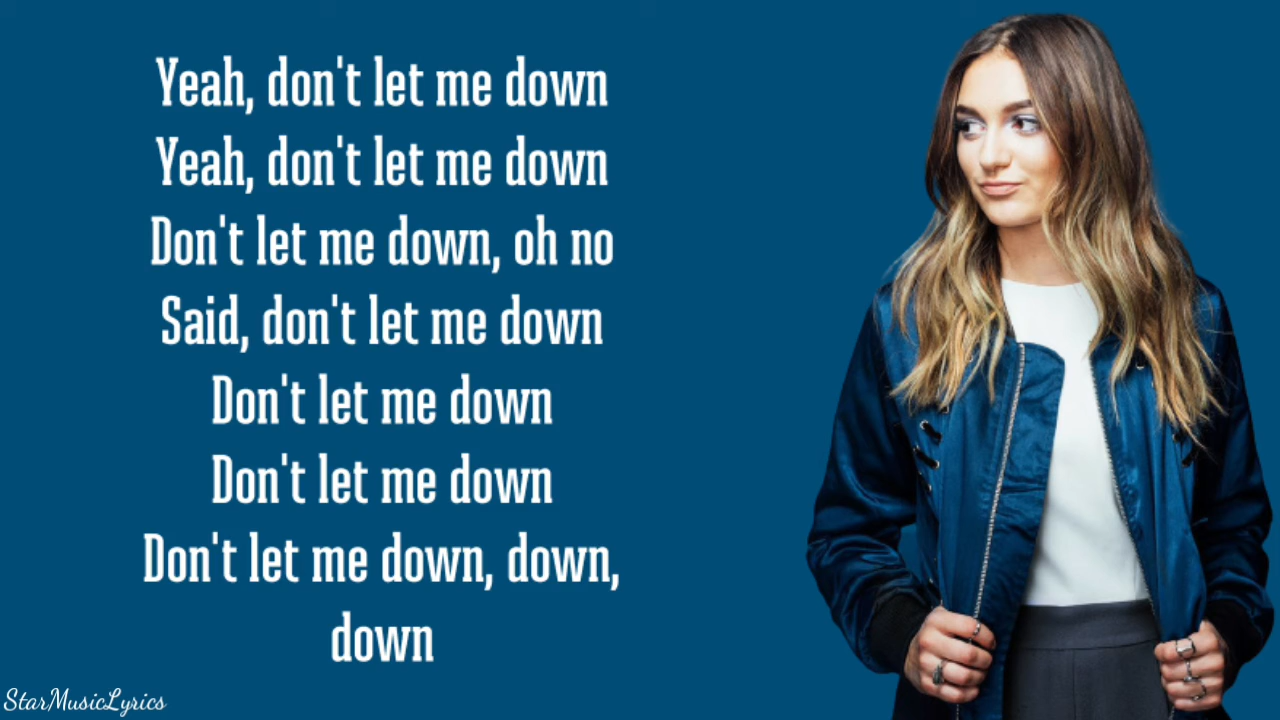 Yeah, don't let me down
Yeah, don't let me down
Don't let me down, oh no
Said, don't let me down
Don't let me down
Don't let me down
Don't let me down, down,
down
StarMusicLyrics